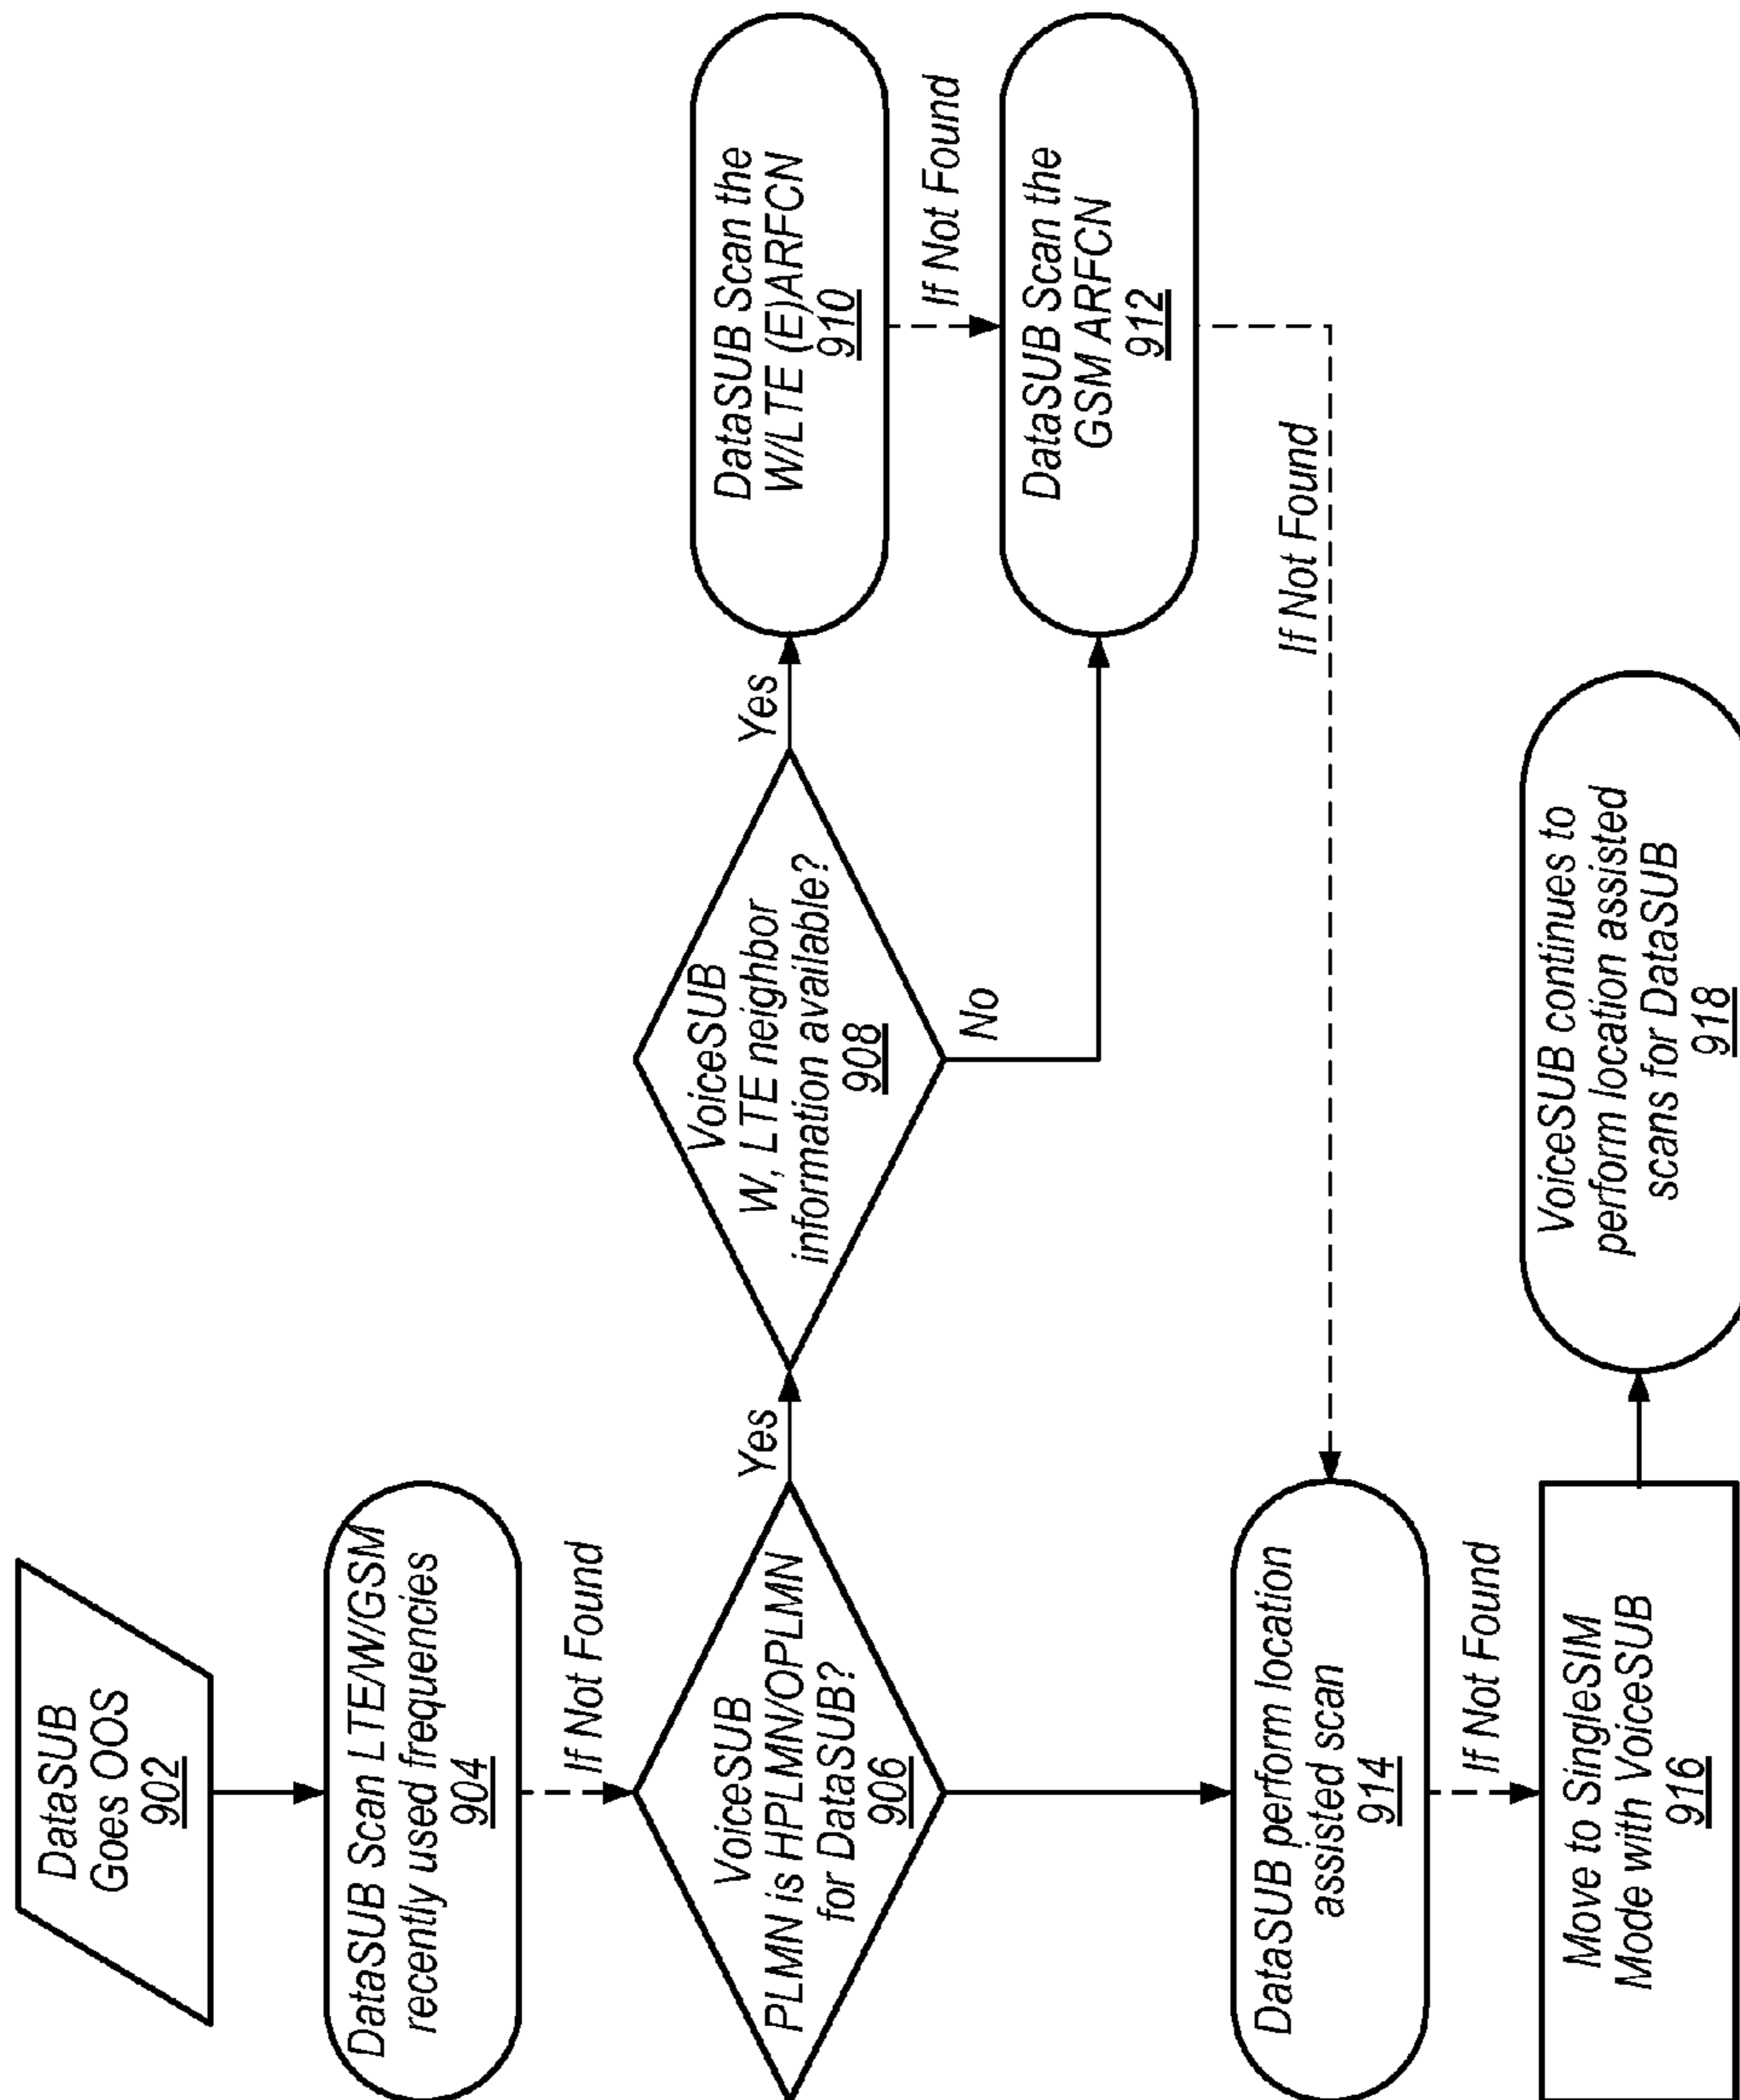 DataSUB
Goes OOS
902
DataSUB Scan LTE/W/GSM
recently used frequencies
904
If Not Found
VoiceSUB
PLMN is HPLMN/OPLMN
for DataSUB?
906
Yes
VoiceSUB
W, LTE neighbor
information available?
908
Yes
DataSUB Scan the
W/LTE (E)ARFCN
910
If Not Found
No
DataSUB Scan the
GSM ARFCN
912
If Not Found
DataSUB perform location
assisted scan
914
If Not Found
Move to SingleSIM
Mode with VoiceSUB
916
VoiceSUB continues to
perform location assisted
scans for DataSUB
918